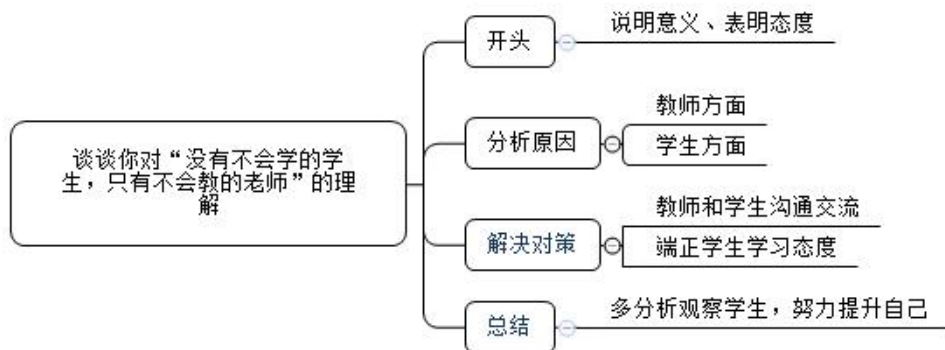 谈谈你对“没有不会学的学
生，只有不会教的老师”的理
解
开头
说明意义、表明态度
分析原因
教师方面
学生方面
解决对策
教师和学生沟通交流
端正学生学习态度
总结
多分析观察学生，努力提升自己